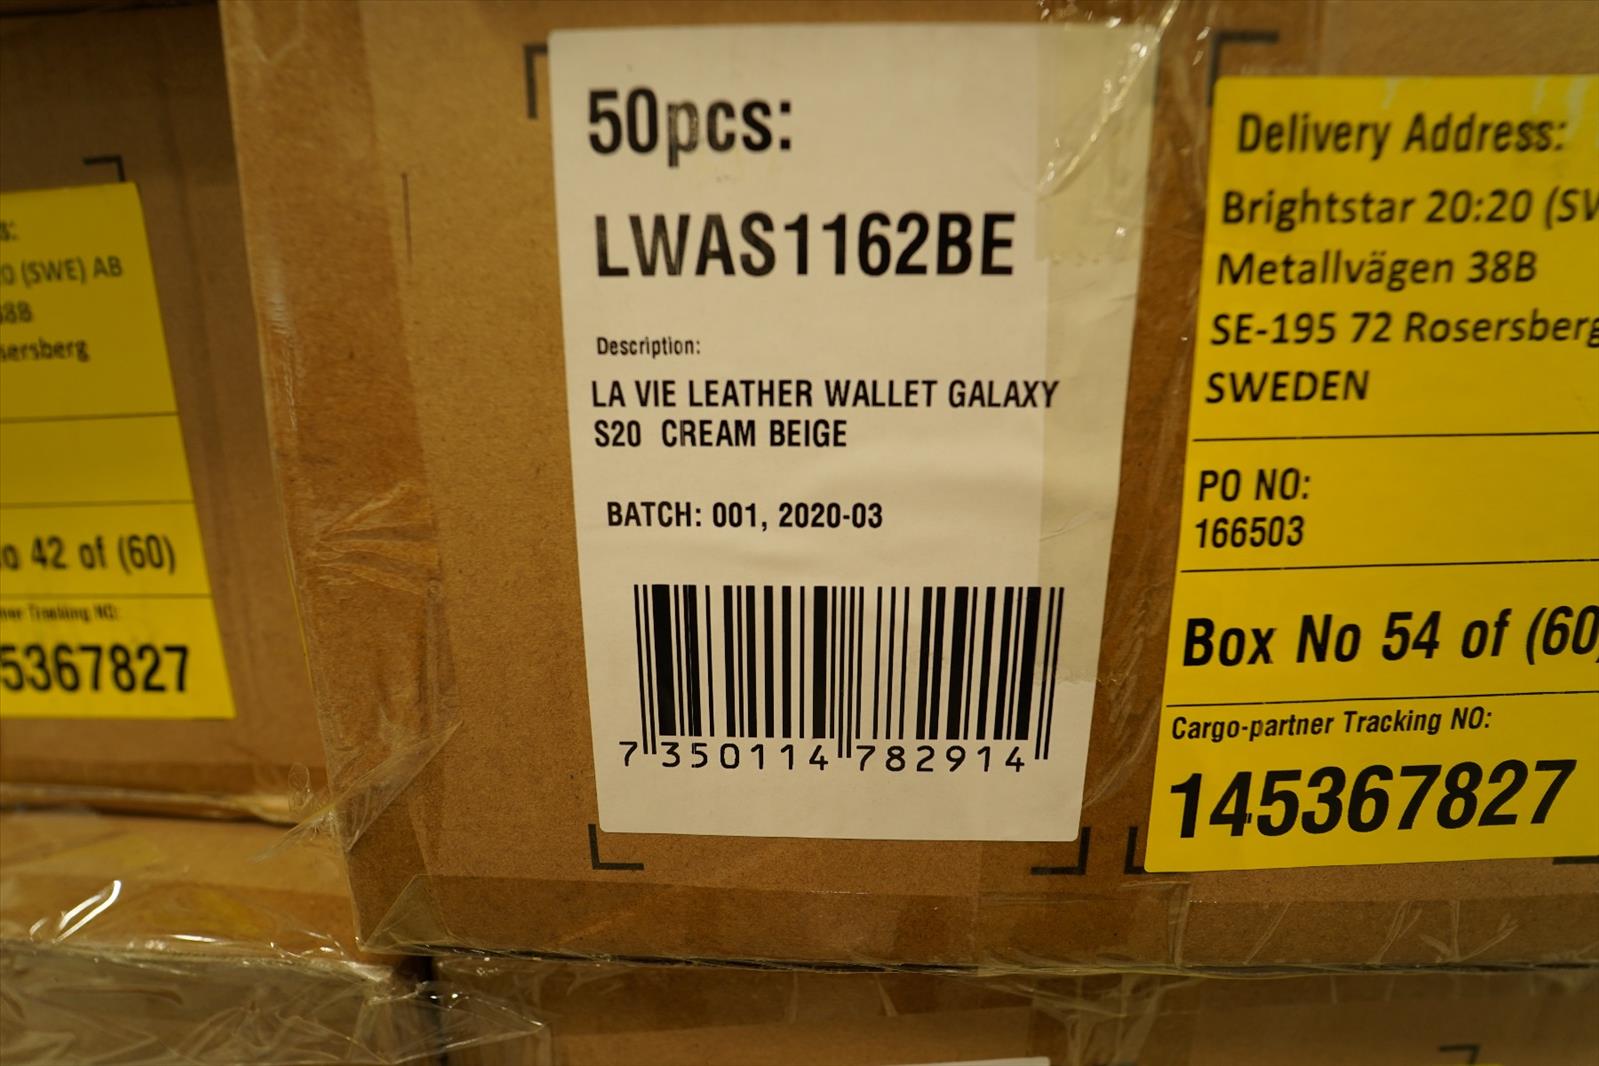 0 (SWE) AB
sersberg
42 of (60)
5367827
50pcs:
LWAS1162BE
Description:
LA VIE LEATHER WALLET GALAXY
S20 CREAM BEIGE
BATCH: 001, 2020-03
7 350114 782914
Delivery Address:
Brightstar 20:20 (SW
Metallvägen 38B
SE-195 72 Rosersberg
SWEDEN
PO NO:
166503
Box No 54 of (60)
Cargo-partner Tracking NO:
145367827